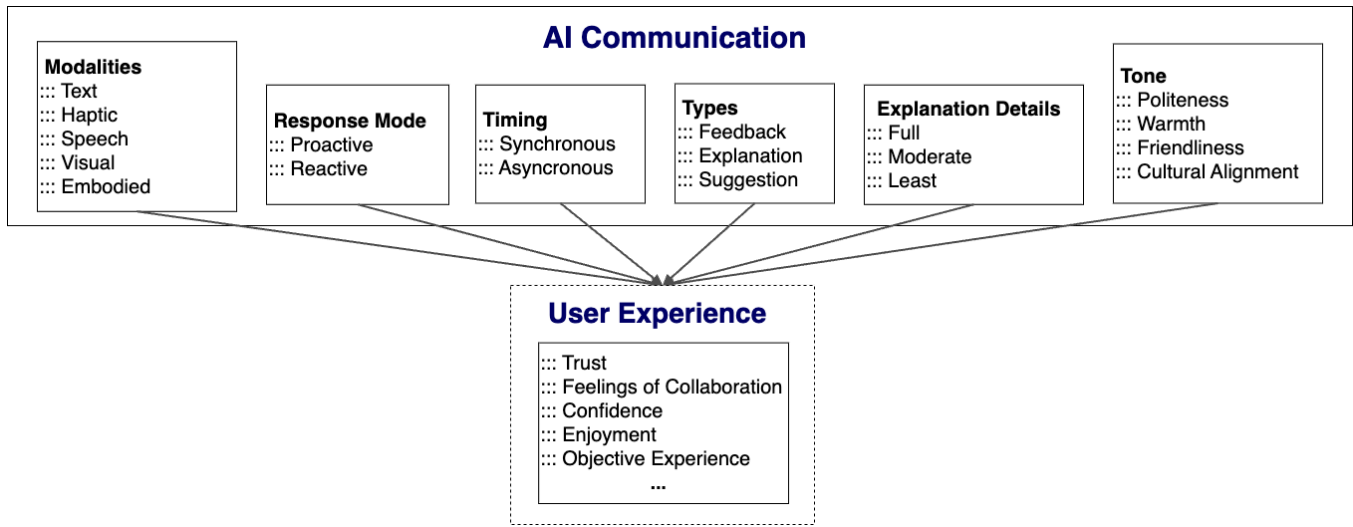 AI Communication
Modalities
::: Text
::: Haptic
::: Speech
::: Visual
::: Embodied
Response Mode
::: Proactive
::: Reactive
Timing
::: Synchronous
::: Asyncronous
Types
::: Feedback
::: Explanation
::: Suggestion
Explanation Details
::: Full
::: Moderate
::: Least
Tone
::: Politeness
::: Warmth
::: Friendliness
::: Cultural Alignment
User Experience
::: Trust
::: Feelings of Collaboration
::: Confidence
::: Enjoyment
::: Objective Experience
...